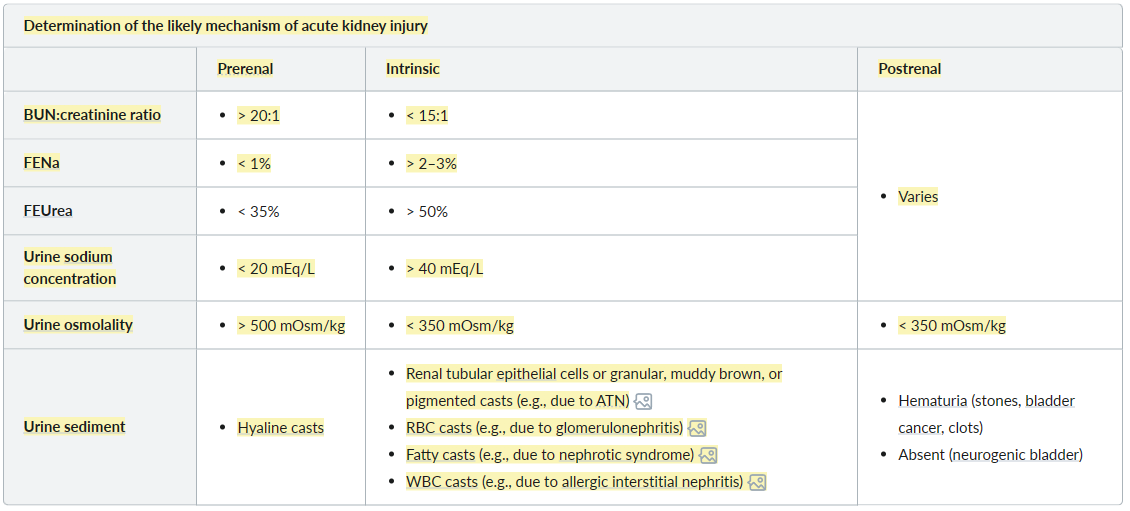 Determination of the likely mechanism of acute kidney injury
Prerenal
Intrinsic
Postrenal
BUN:creatinine ratio
• > 20:1
• < 15:1
• Varies
FENa
• < 1%
• > 2–3%
FEUrea
• < 35%
• > 50%
Urine sodium
concentration
• < 20 mEq/L
• > 40 mEq/L
Urine osmolality
• > 500 mOsm/kg
• < 350 mOsm/kg
• < 350 mOsm/kg
Urine sediment
• Hyaline casts
• Renal tubular epithelial cells or granular, muddy brown, or
pigmented casts (e.g., due to ATN)
• RBC casts (e.g., due to glomerulonephritis)
• Fatty casts (e.g., due to nephrotic syndrome)
• WBC casts (e.g., due to allergic interstitial nephritis)
• Hematuria (stones, bladder
cancer, clots)
• Absent (neurogenic bladder)